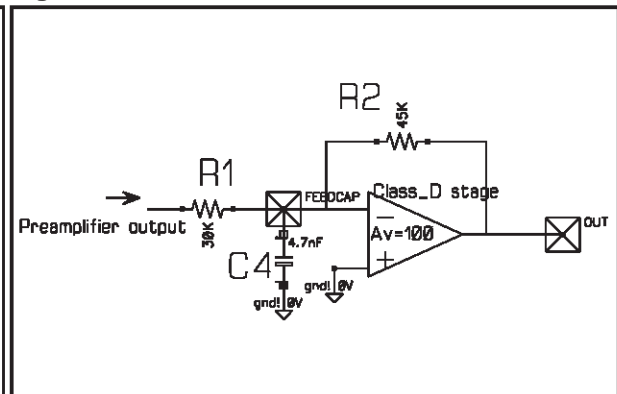 R2
45K
R1
FEEDCAP
Class_D stage
Preamplifier output
30K
4.7nF
Av=100
OUT
C4
gnd! 0V
gnd! 0V